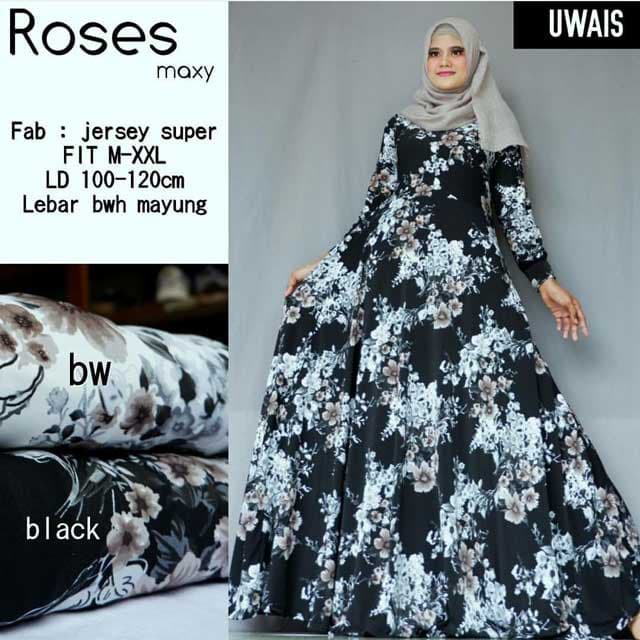 Roses
maxy
UWAIS
Fab : jersey super
FIT M-XXL
LD 100-120cm
Lebar bwh mayung
bw
black